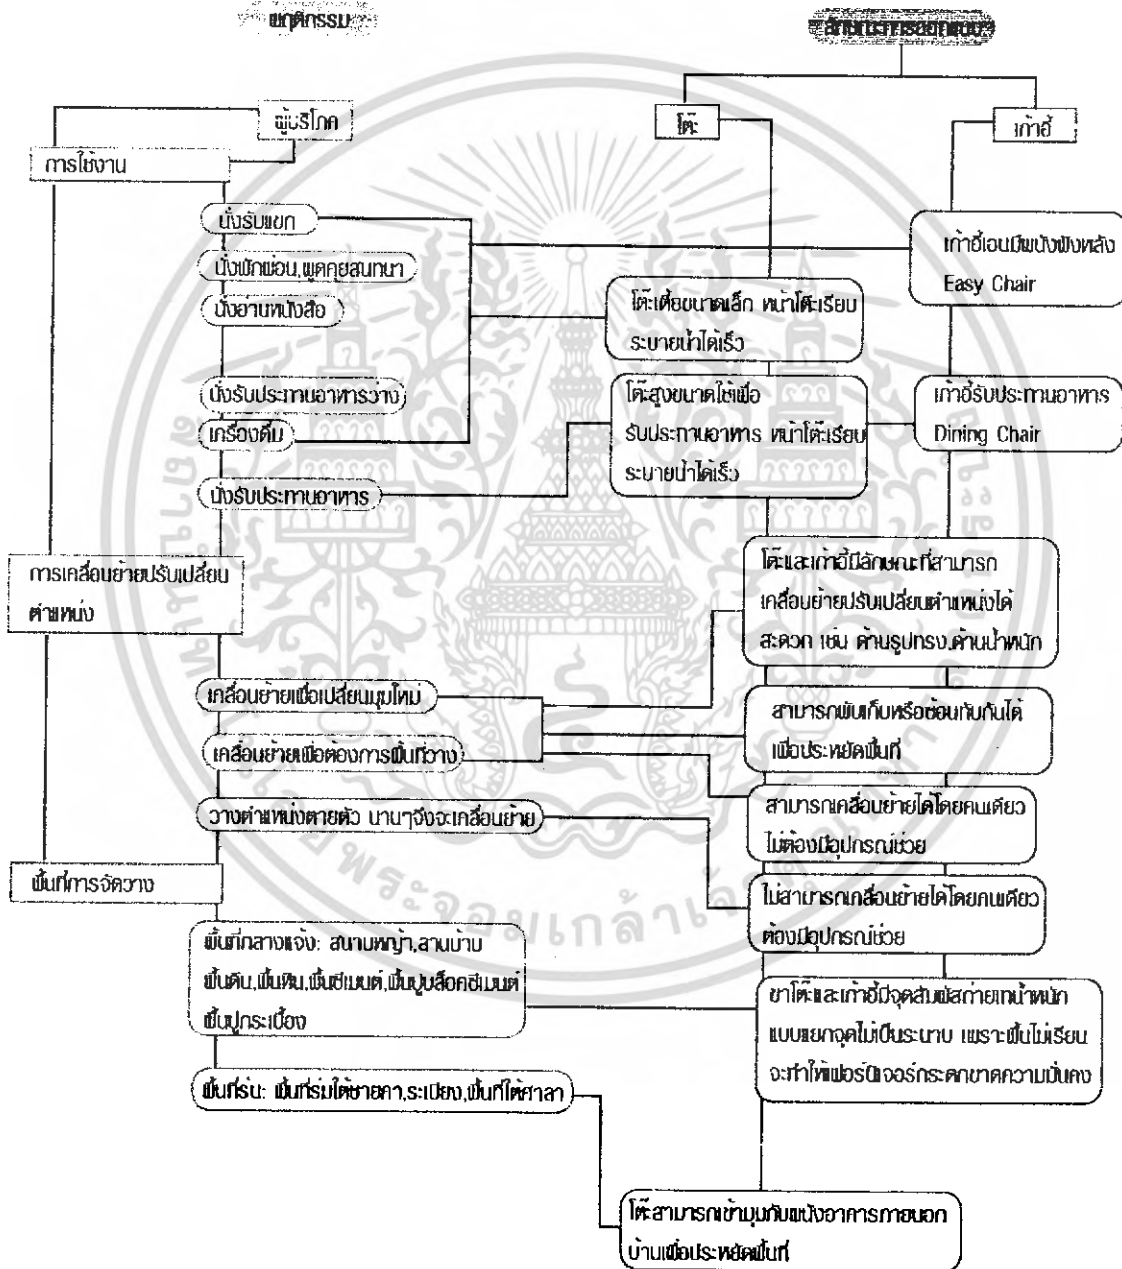 พฤติกรรม
ลักษณะการออกแบบ
ผู้บริโภค
โต๊ะ
เก้าอี้
การใช้งาน
นั่งรับแขก
นั่งพักผ่อน,พูดคุยสนทนา
นั่งอ่านหนังสือ
นั่งรับประทานอาหารว่าง
เครื่องดื่ม
นั่งรับประทานอาหาร
เก้าอี้เอนมีพนังพิงหลัง
Easy Chair
โต๊ะเตี้ยขนาดเล็ก หน้าโต๊ะเรียบ
ระบายน้ำได้เร็ว
โต๊ะสูงขนาดใช้เพื่อ
รับประทานอาหาร หน้าโต๊ะเรียบ
ระบายน้ำได้เร็ว
เก้าอี้รับประทานอาหาร
Dining Chair
การเคลื่อนย้ายปรับเปลี่ยน
ตำแหน่ง
โต๊ะและเก้าอี้มีลักษณะที่สามารถ
เคลื่อนย้ายปรับเปลี่ยนตำแหน่งได้
สะดวก เช่น ด้านรูปทรง,ด้านน้ำหนัก
เคลื่อนย้ายเพื่อเปลี่ยนมุมใหม่
เคลื่อนย้ายเพื่อต้องการพื้นที่วาง
วางตำแหน่งตายตัว นานๆจึงจะเคลื่อนย้าย
สามารถพับเก็บหรือซ้อนทับกันได้
เพื่อประหยัดพื้นที่
สามารถเคลื่อนย้ายได้โดยคนเดียว
ไม่ต้องมีอุปกรณ์ช่วย
ไม่สามารถเคลื่อนย้ายได้โดยคนเดียว
ต้องมีอุปกรณ์ช่วย
พื้นที่การจัดวาง
พื้นที่กลางแจ้ง: สนามหญ้า,ลานบ้าน
พื้นดิน,พื้นหิน,พื้นซีเมนต์,พื้นปูบล็อคซีเมนต์
พื้นปูกระเบื้อง
ขาโต๊ะและเก้าอี้มีจุดสัมผัสถ่ายเทน้ำหนัก
แบบแยกจุดไม่เป็นระนาบ เพราะพื้นไม่เรียบ
จะทำให้เฟอร์นิเจอร์กระดกขาดความมั่นคง
พื้นที่ร่ม: พื้นที่ร่มใต้ชายคา,ระเบียง,พื้นที่ใต้ศาลา
โต๊ะสามารถเข้ามุมกับผนังอาคารภายนอก
บ้านเพื่อประหยัดพื้นที่